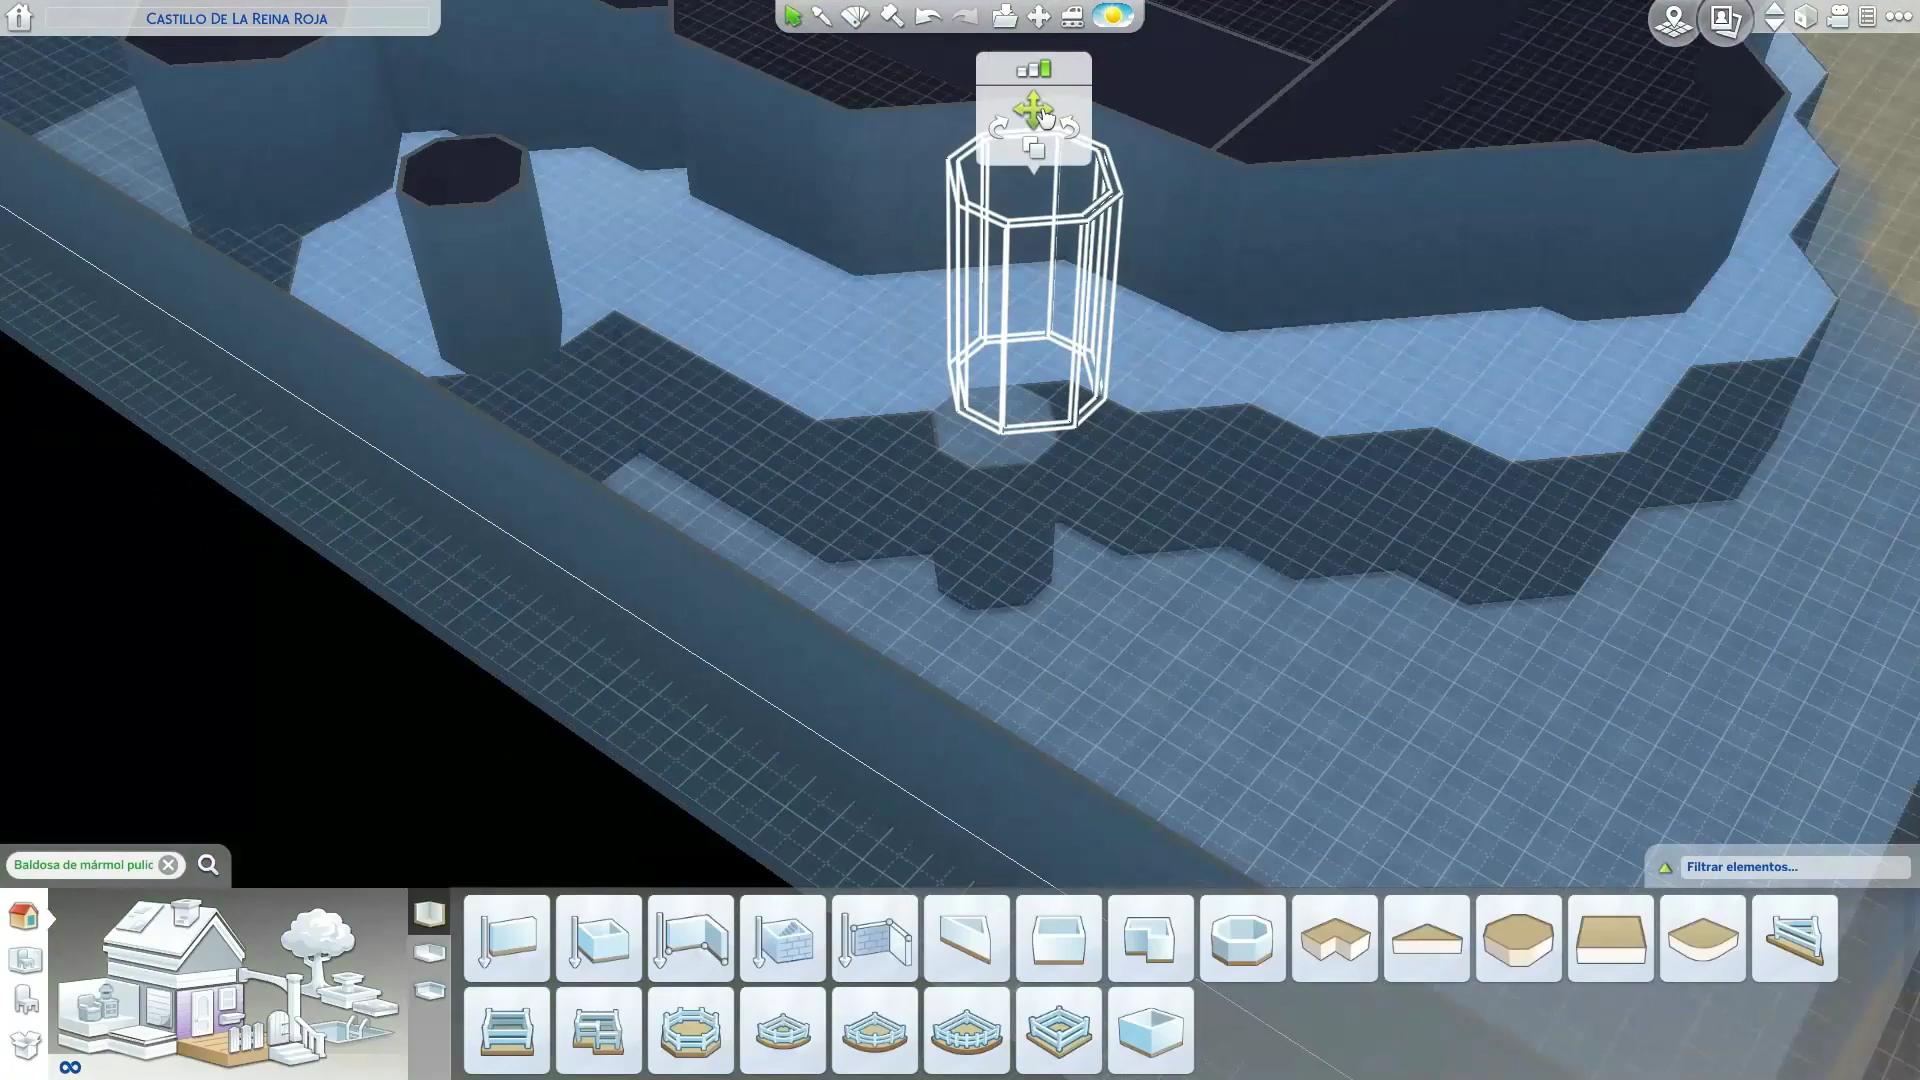 CASTILLO DE LA REINA ROJA
Baldosa de mármol pulic
Filtrar elementos...